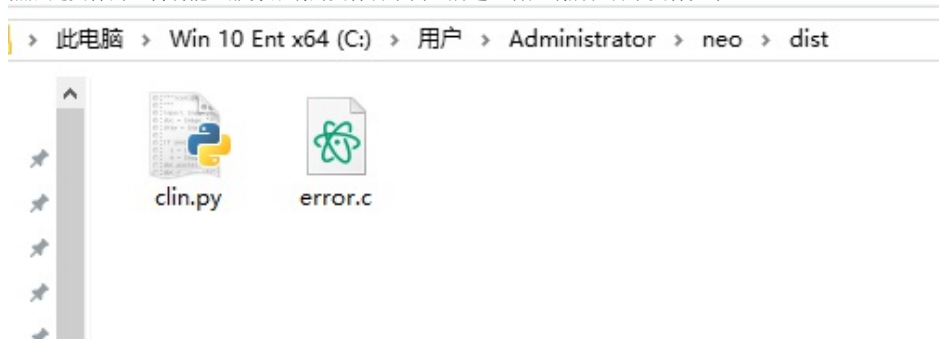 › 此电脑 › Win 10 Ent x64 (C:) › 用户 › Administrator › neo › dist
clin.py
error.c